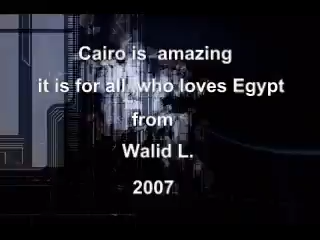 Cairo is amazing
it is for all who loves Egypt
from
Walid L.
2007